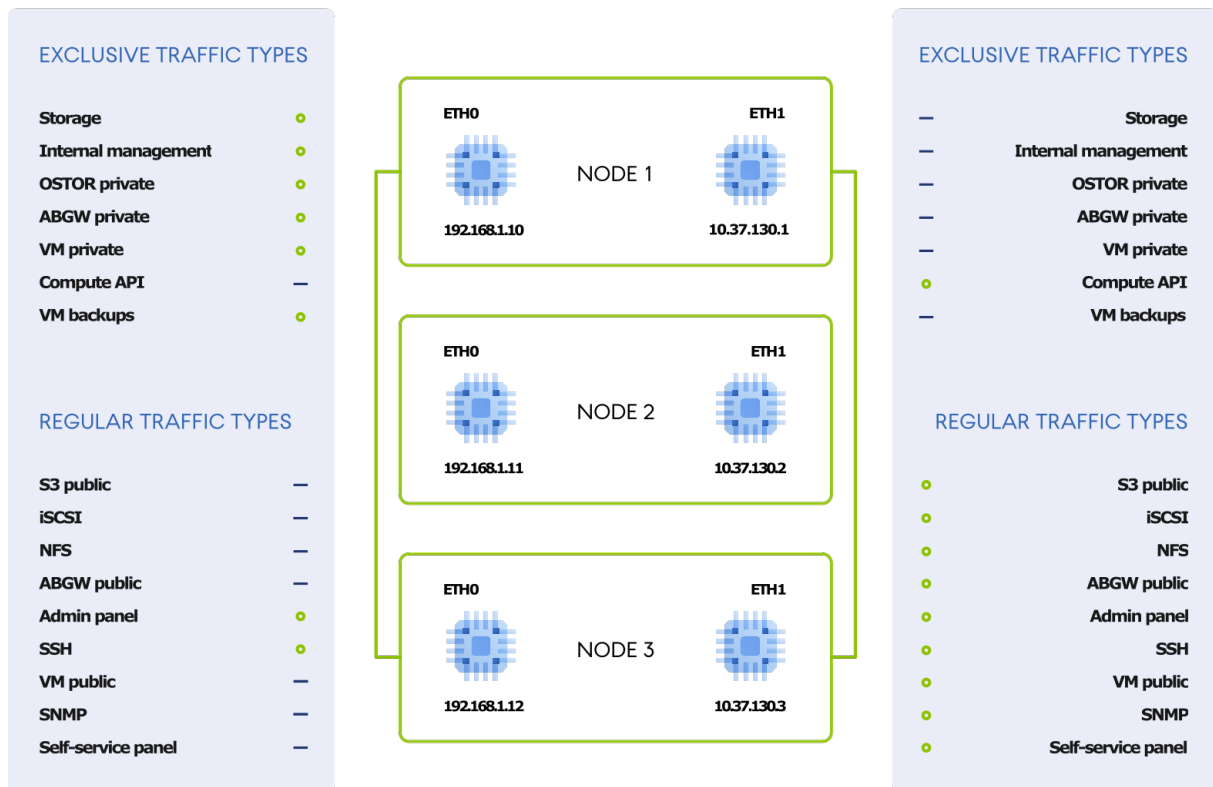 EXCLUSIVE TRAFFIC TYPES
Storage
Internal management
OSTOR private
ABGW private
VM private
Compute API
VM backups
REGULAR TRAFFIC TYPES
S3 public
iSCSI
NFS
ABGW public
Admin panel
SSH
VM public
SNMP
Self-service panel
ETH0
ETH1
NODE 1
192.168.1.10
10.37.130.1
ETH0
ETH1
NODE 2
192.168.1.11
10.37.130.2
ETH0
ETH1
NODE 3
192.168.1.12
10.37.130.3
EXCLUSIVE TRAFFIC TYPES
Storage
Internal management
OSTOR private
ABGW private
VM private
Compute API
VM backups
REGULAR TRAFFIC TYPES
S3 public
iSCSI
NFS
ABGW public
Admin panel
SSH
VM public
SNMP
Self-service panel